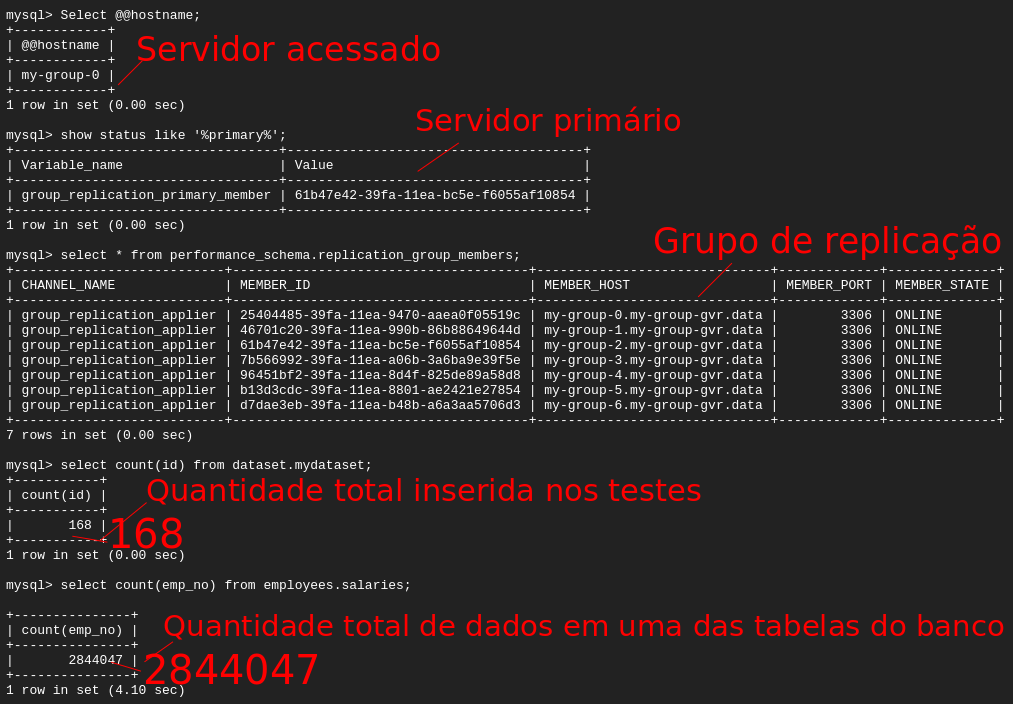 mysql> Select @@hostname;
+------------+
| @@hostname |
+------------+
Servidor acessado
| my-group-0 |
+------------+
1 row in set (0.00 sec)
Servidor primário
mysql> show status like '%primary%';
+----------------------------------+--------------------------------------+
| Variable_name                    | Value                                |
+----------------------------------+--------------------------------------+
| group_replication_primary_member | 61b47e42-39fa-11ea-bc5e-f6055af10854 |
+----------------------------------+--------------------------------------+
1 row in set (0.00 sec)
Grupo de replicação
mysql> select * from performance_schema.replication_group_members;
+---------------------------+--------------------------------------+------------------------------+-------------+--------------+
| CHANNEL_NAME              | MEMBER_ID                            | MEMBER_HOST                  | MEMBER_PORT | MEMBER_STATE |
+---------------------------+--------------------------------------+------------------------------+-------------+--------------+
| group_replication_applier | 25404485-39fa-11ea-9470-aaea0f05519c | my-group-0.my-group-gvr.data |        3306 | ONLINE       |
| group_replication_applier | 46701c20-39fa-11ea-990b-86b88649644d | my-group-1.my-group-gvr.data |        3306 | ONLINE       |
| group_replication_applier | 61b47e42-39fa-11ea-bc5e-f6055af10854 | my-group-2.my-group-gvr.data |        3306 | ONLINE       |
| group_replication_applier | 7b566992-39fa-11ea-a06b-3a6ba9e39f5e | my-group-3.my-group-gvr.data |        3306 | ONLINE       |
| group_replication_applier | 96451bf2-39fa-11ea-8d4f-825de89a58d8 | my-group-4.my-group-gvr.data |        3306 | ONLINE       |
| group_replication_applier | b13d3cdc-39fa-11ea-8801-ae2421e27854 | my-group-5.my-group-gvr.data |        3306 | ONLINE       |
| group_replication_applier | d7dae3eb-39fa-11ea-b48b-a6a3aa5706d3 | my-group-6.my-group-gvr.data |        3306 | ONLINE       |
+---------------------------+--------------------------------------+------------------------------+-------------+--------------+
7 rows in set (0.00 sec)
mysql> select count(id) from dataset.mydataset;
+-----------+
| count(id) |
Quantidade total inserida nos testes
+-----------+
|       168 |
168
+-----------+
1 row in set (0.00 sec)
mysql> select count(emp_no) from employees.salaries;
+---------------+
| count(emp_no) |
Quantidade total de dados em uma das tabelas do banco
+---------------+
|       2844047 |
2844047
+---------------+
1 row in set (4.10 sec)